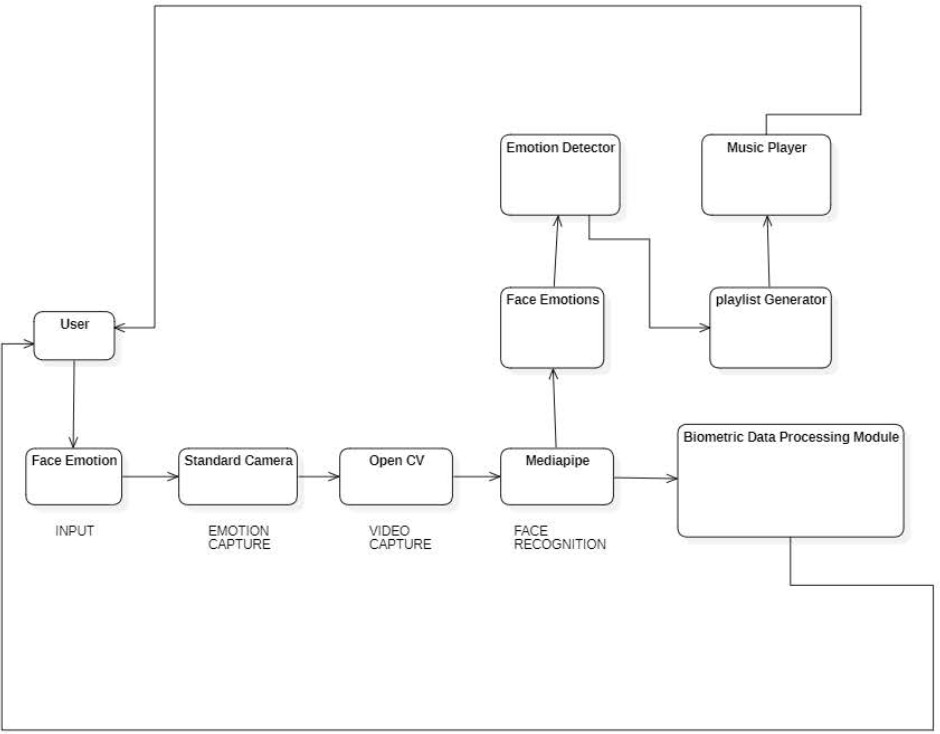 Emotion Detector
Music Player
Face Emotions
playlist Generator
User
Biometric Data Processing Module
Face Emotion
Standard Camera
Open CV
Mediapipe
INPUT
EMOTION
CAPTURE
VIDEO
CAPTURE
FACE
RECOGNITION